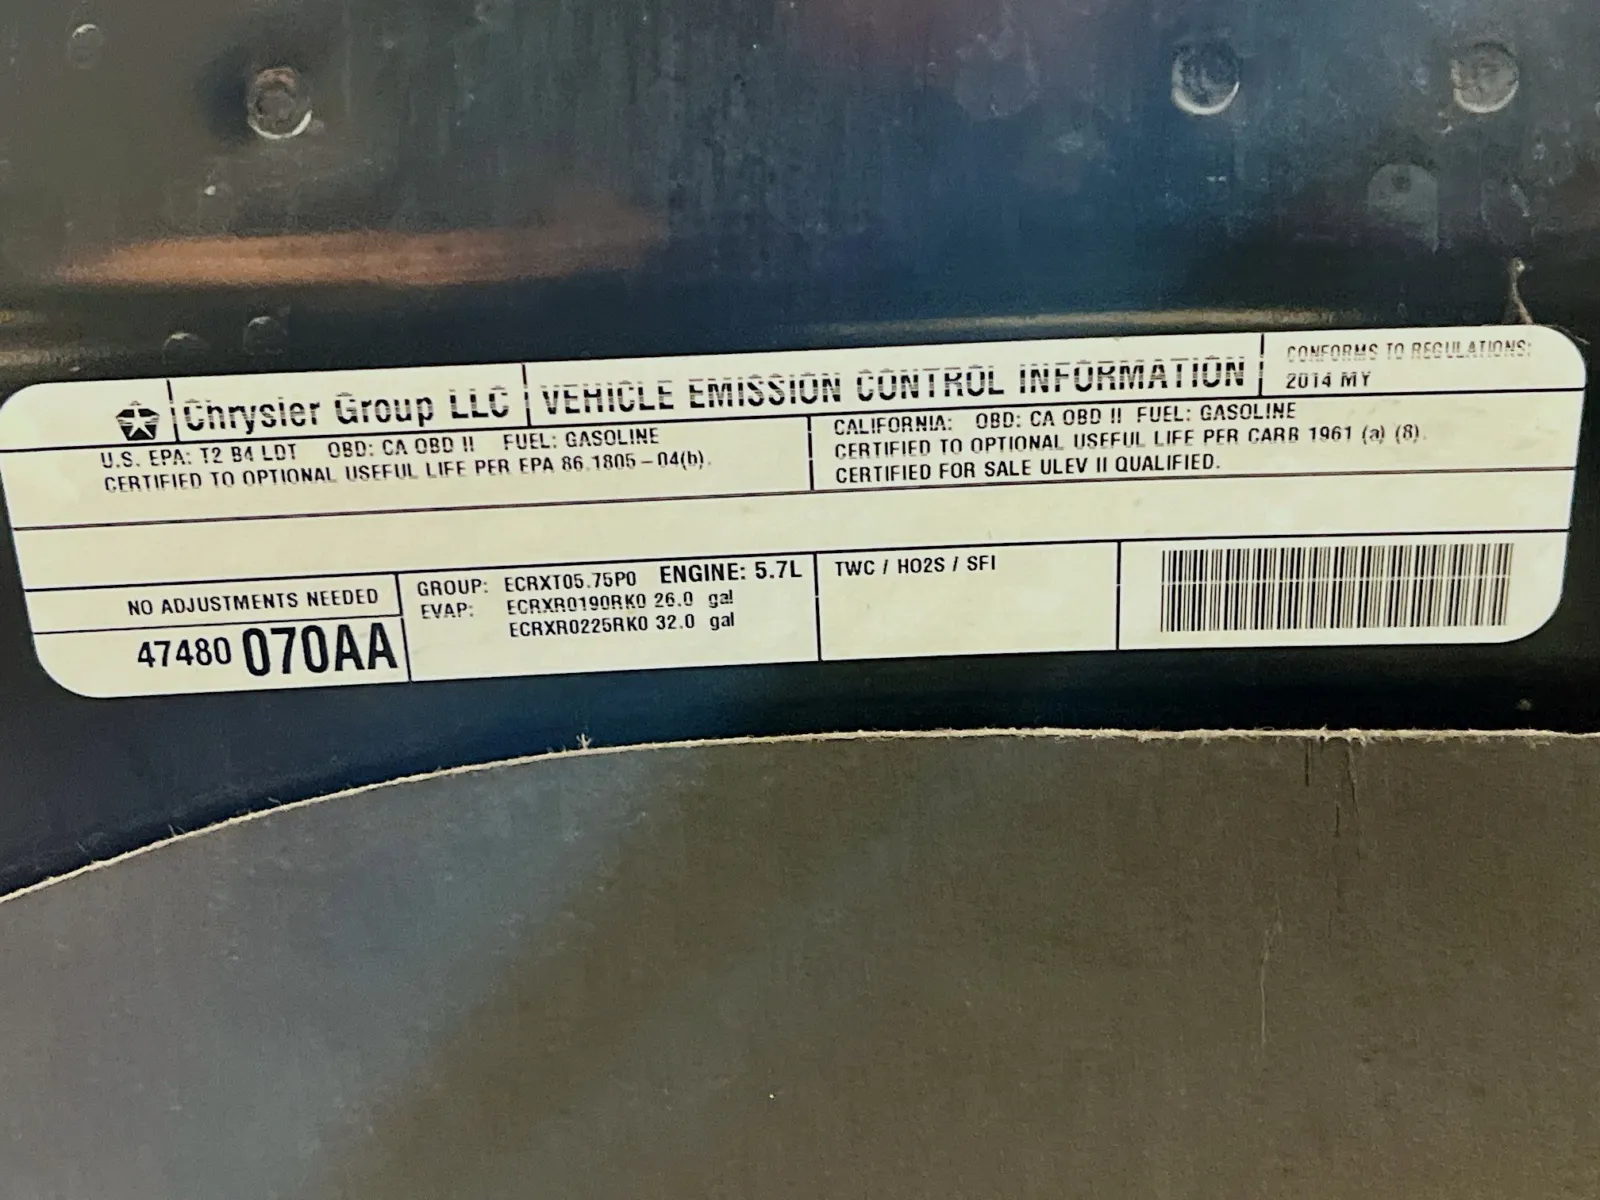 Chrysler Group LLC VEHICLE EMISSION CONTROL INFORMATION
CONFORMS TO REGULATIONS:
2014 MY
U.S. EPA: T2 B4 LDT OBD: CA OBD II FUEL: GASOLINE
CERTIFIED TO OPTIONAL USEFUL LIFE PER EPA 86.1805-04(b).
CALIFORNIA: OBD: CA OBD II FUEL: GASOLINE
CERTIFIED TO OPTIONAL USEFUL LIFE PER CARB 1961 (a) (8).
CERTIFIED FOR SALE ULEV II QUALIFIED.
NO ADJUSTMENTS NEEDED
47480 070AA
GROUP: ECRXT05.75P0 ENGINE: 5.7L
EVAP: ECRXR0190RK0 26.0 gal
ECRXR0225RK0 32.0 gal
TWC / HO2S / SFI